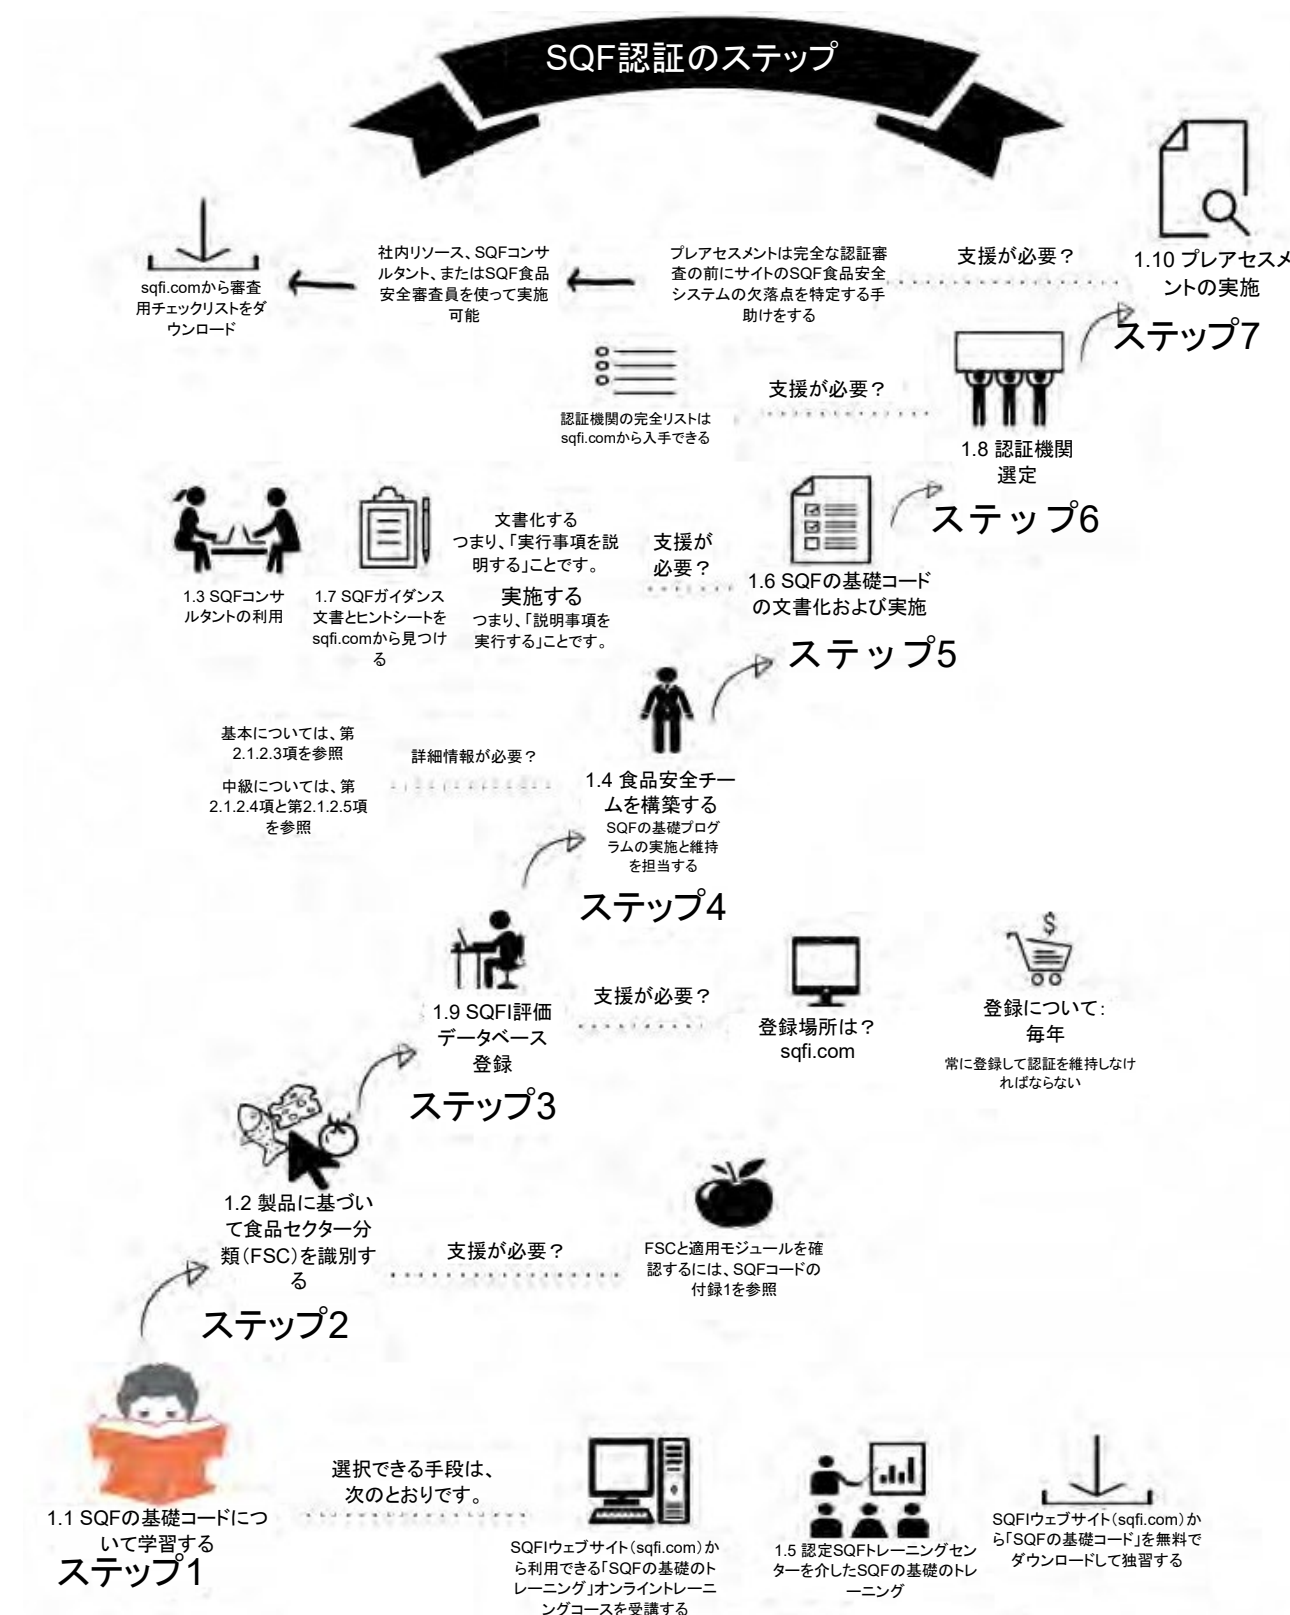 SQF認証のステップ
1.10 プレアセスメ
ントの実施
ステップ7
支援が必要？
プレアセスメントは完全な認証審
査の前にサイトのSQF食品安全
システムの欠落点を特定する手
助けをする
社内リソース、SQFコンサ
ルタント、またはSQF食品
安全審査員を使って実施
可能
sqfi.comから審査
用チェックリストをダ
ウンロード
1.8 認証機関
選定
ステップ6
支援が必要？
認証機関の完全リストは
sqfi.comから入手できる
1.6 SQFの基礎コード
の文書化および実施
ステップ5
支援が
必要？
文書化する
つまり、「実行事項を説
明する」ことです。
実施する
つまり、「説明事項を
実行する」ことです。
1.7 SQFガイダンス
文書とヒントシートを
sqfi.comから見つけ
る
1.3 SQFコンサ
ルタントの利用
1.4 食品安全チー
ムを構築する
SQFの基礎プログ
ラムの実施と維持
を担当する
ステップ4
詳細情報が必要？
基本については、第
2.1.2.3項を参照
中級については、第
2.1.2.4項と第2.1.2.5項
を参照
1.9 SQFI評価
データベース
登録
ステップ3
支援が必要？
登録場所は？
sqfi.com
$
登録について：
毎年
常に登録して認証を維持しなけ
ればならない
1.2 製品に基づい
て食品セクター分
類（FSC）を識別す
る
ステップ2
支援が必要？
FSCと適用モジュールを確
認するには、SQFコードの
付録1を参照
1.1 SQFの基礎コードにつ
いて学習する
ステップ1
選択できる手段は、
次のとおりです。
SQFIウェブサイト（sqfi.com）か
ら利用できる「SQFの基礎のト
レーニング」オンライントレーニ
ングコースを受講する
1.5 認定SQFトレーニングセン
ターを介したSQFの基礎のトレ
ーニング
SQFIウェブサイト（sqfi.com）か
ら「SQFの基礎コード」を無料で
ダウンロードして独習する